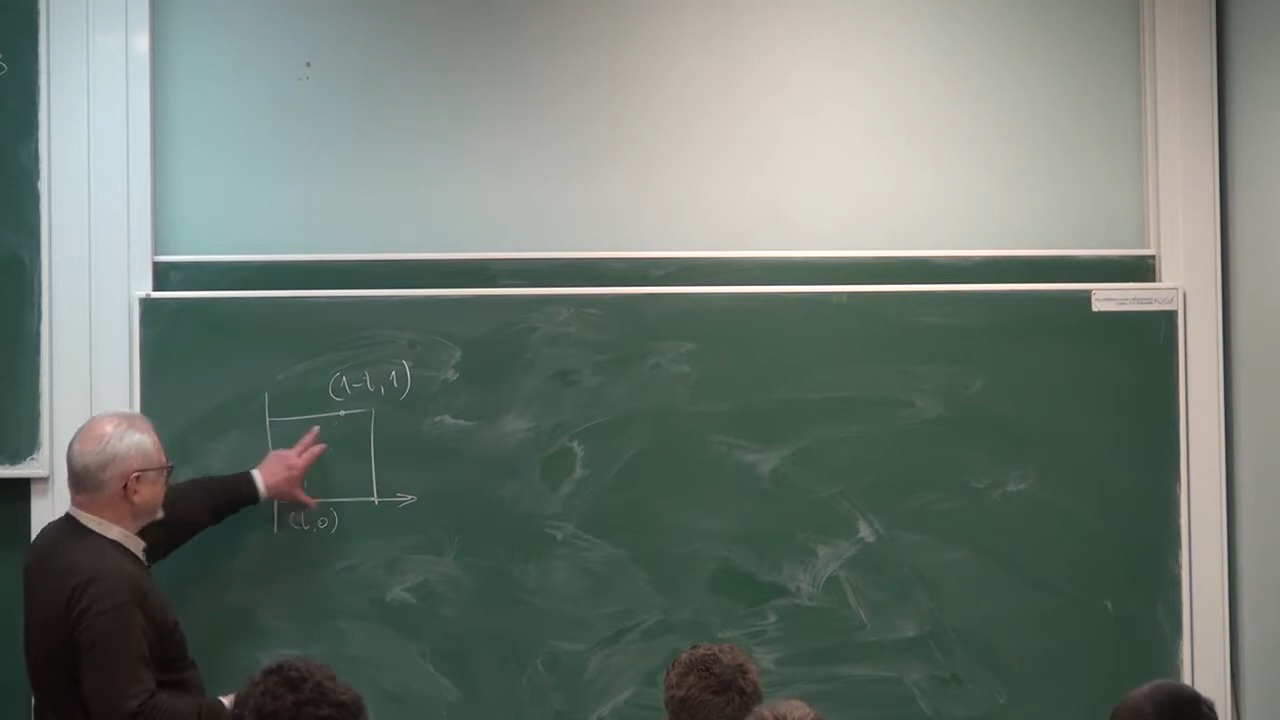 (1-t, 1)
(t, 0)